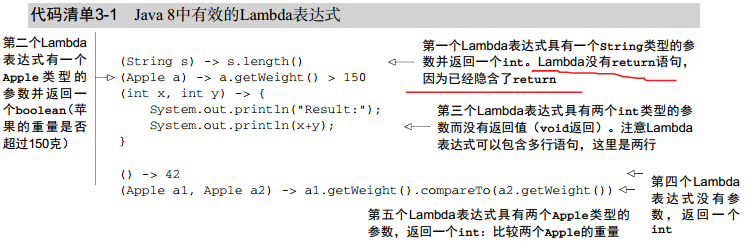 代码清单3-1 Java 8中有效的Lambda表达式
第二个Lambda
表达式有一个
Apple类型的
参数并返回一
个boolean(苹
果的重量是否
超过150克)
(String s) -> s.length()
(Apple a) -> a.getWeight() > 150
(int x, int y) -> {
System.out.println("Result:");
System.out.println(x+y);
}
() -> 42
(Apple a1, Apple a2) -> a1.getWeight().compareTo(a2.getWeight())
第一个Lambda表达式具有一个String类型的参
数并返回一个int。Lambda没有return语句,
因为已经隐含了return
第三个Lambda表达式具有两个int类型的参
数而没有返回值(void返回)。注意Lambda
表达式可以包含多行语句,这里是两行
第四个Lambda
表达式没有参
数,返回一个
int
第五个Lambda表达式具有两个Apple类型的
参数,返回一个int:比较两个Apple的重量